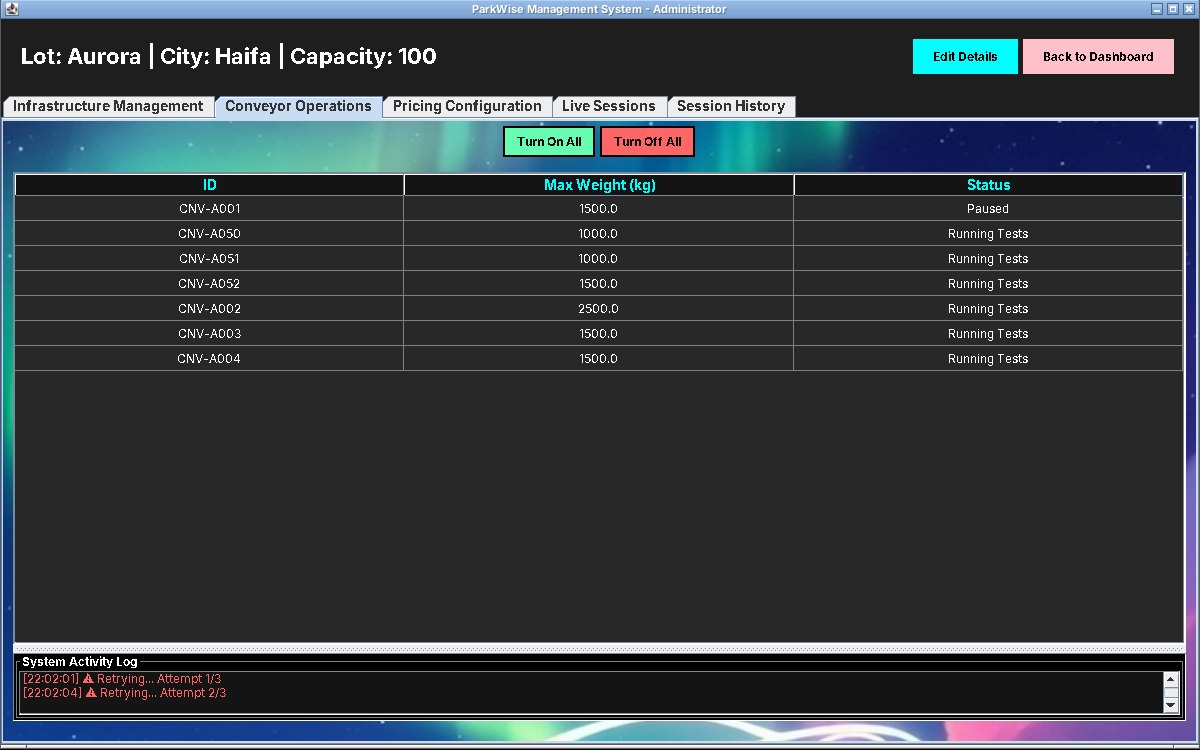 ParkWise Management System - Administrator
Lot: Aurora | City: Haifa | Capacity: 100
Edit Details
Back to Dashboard
Infrastructure Management
Conveyor Operations
Pricing Configuration
Live Sessions
Session History
Turn On All
Turn Off All
ID Max Weight (kg) Status
CNV-A001 1500.0 Paused
CNV-A050 1000.0 Running Tests
CNV-A051 1000.0 Running Tests
CNV-A052 1500.0 Running Tests
CNV-A002 2500.0 Running Tests
CNV-A003 1500.0 Running Tests
CNV-A004 1500.0 Running Tests
System Activity Log
[22:02:01] ⚠ Retrying... Attempt 1/3
[22:02:04] ⚠ Retrying... Attempt 2/3